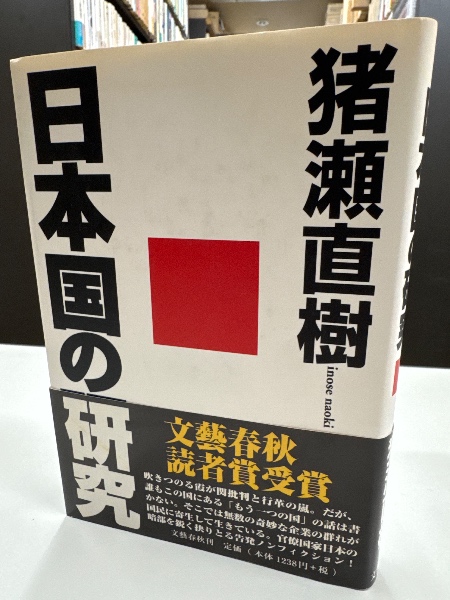 猪瀬直樹
inose naoki
日本国の研究
文藝春秋
読者賞受賞
吹きつのる霞が関批判と行革の嵐。だが、
誰もこの国にある「もう一つの国」の話は書
かない。そこでは無数の奇妙な企業の群れが
国民に寄生して生きている。官僚国家日本の
暗部を鋭く抉りとる告発ノンフィクション!
文藝春秋刊 定価(本体1238円+税)